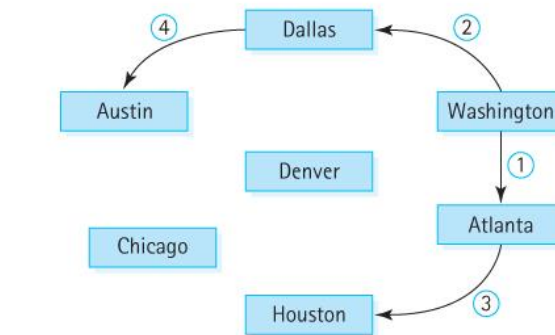 4
Dallas
2
Austin
Washington
Denver
1
Atlanta
Chicago
3
Houston